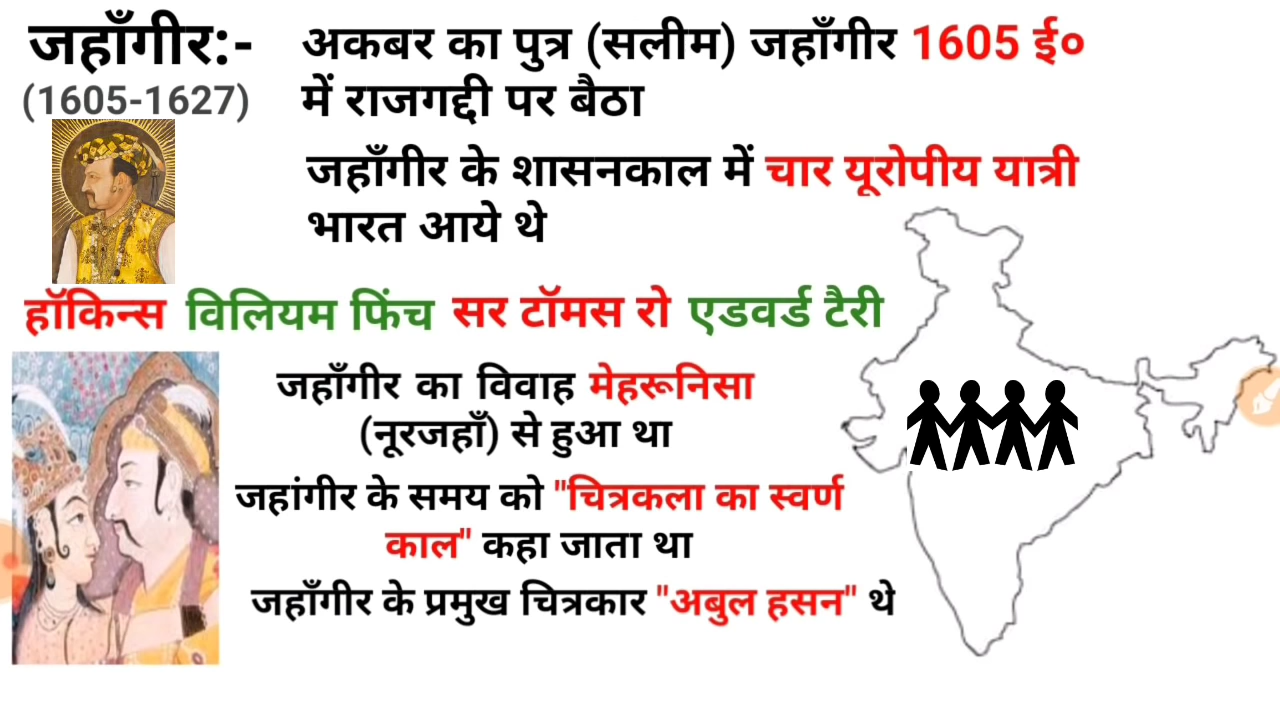 जहाँगीर:-
(1605-1627)
अकबर का पुत्र (सलीम) जहाँगीर 1605 ई०
में राजगद्दी पर बैठा
जहाँगीर के शासनकाल में चार यूरोपीय यात्री
भारत आये थे
हॉकिन्स विलियम फिंच सर टॉमस रो एडवर्ड टैरी
जहाँगीर का विवाह मेहरूनिसा
(नूरजहाँ) से हुआ था
जहांगीर के समय को "चित्रकला का स्वर्ण
काल" कहा जाता था
जहाँगीर के प्रमुख चित्रकार "अबुल हसन" थे